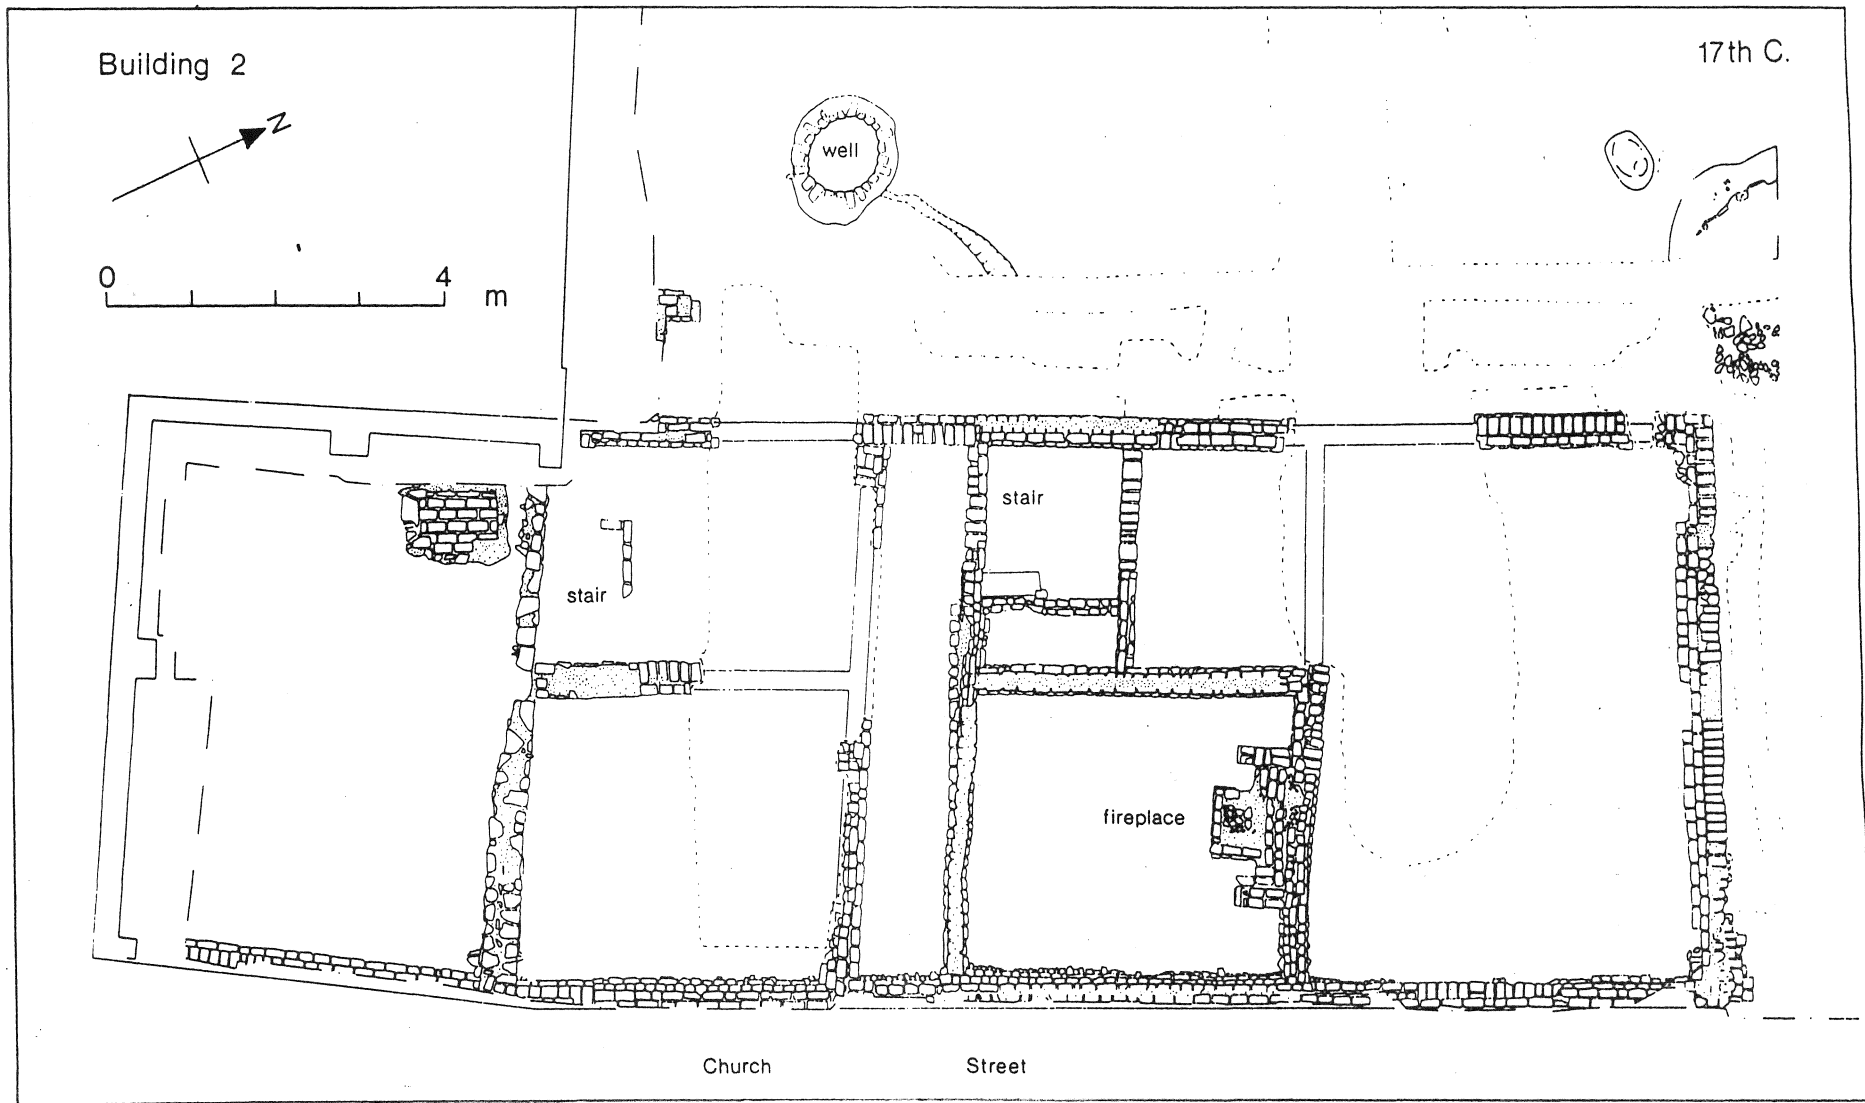 Building 2
17th C.
N
well
0 4 m
stair
stair
fireplace
Church Street